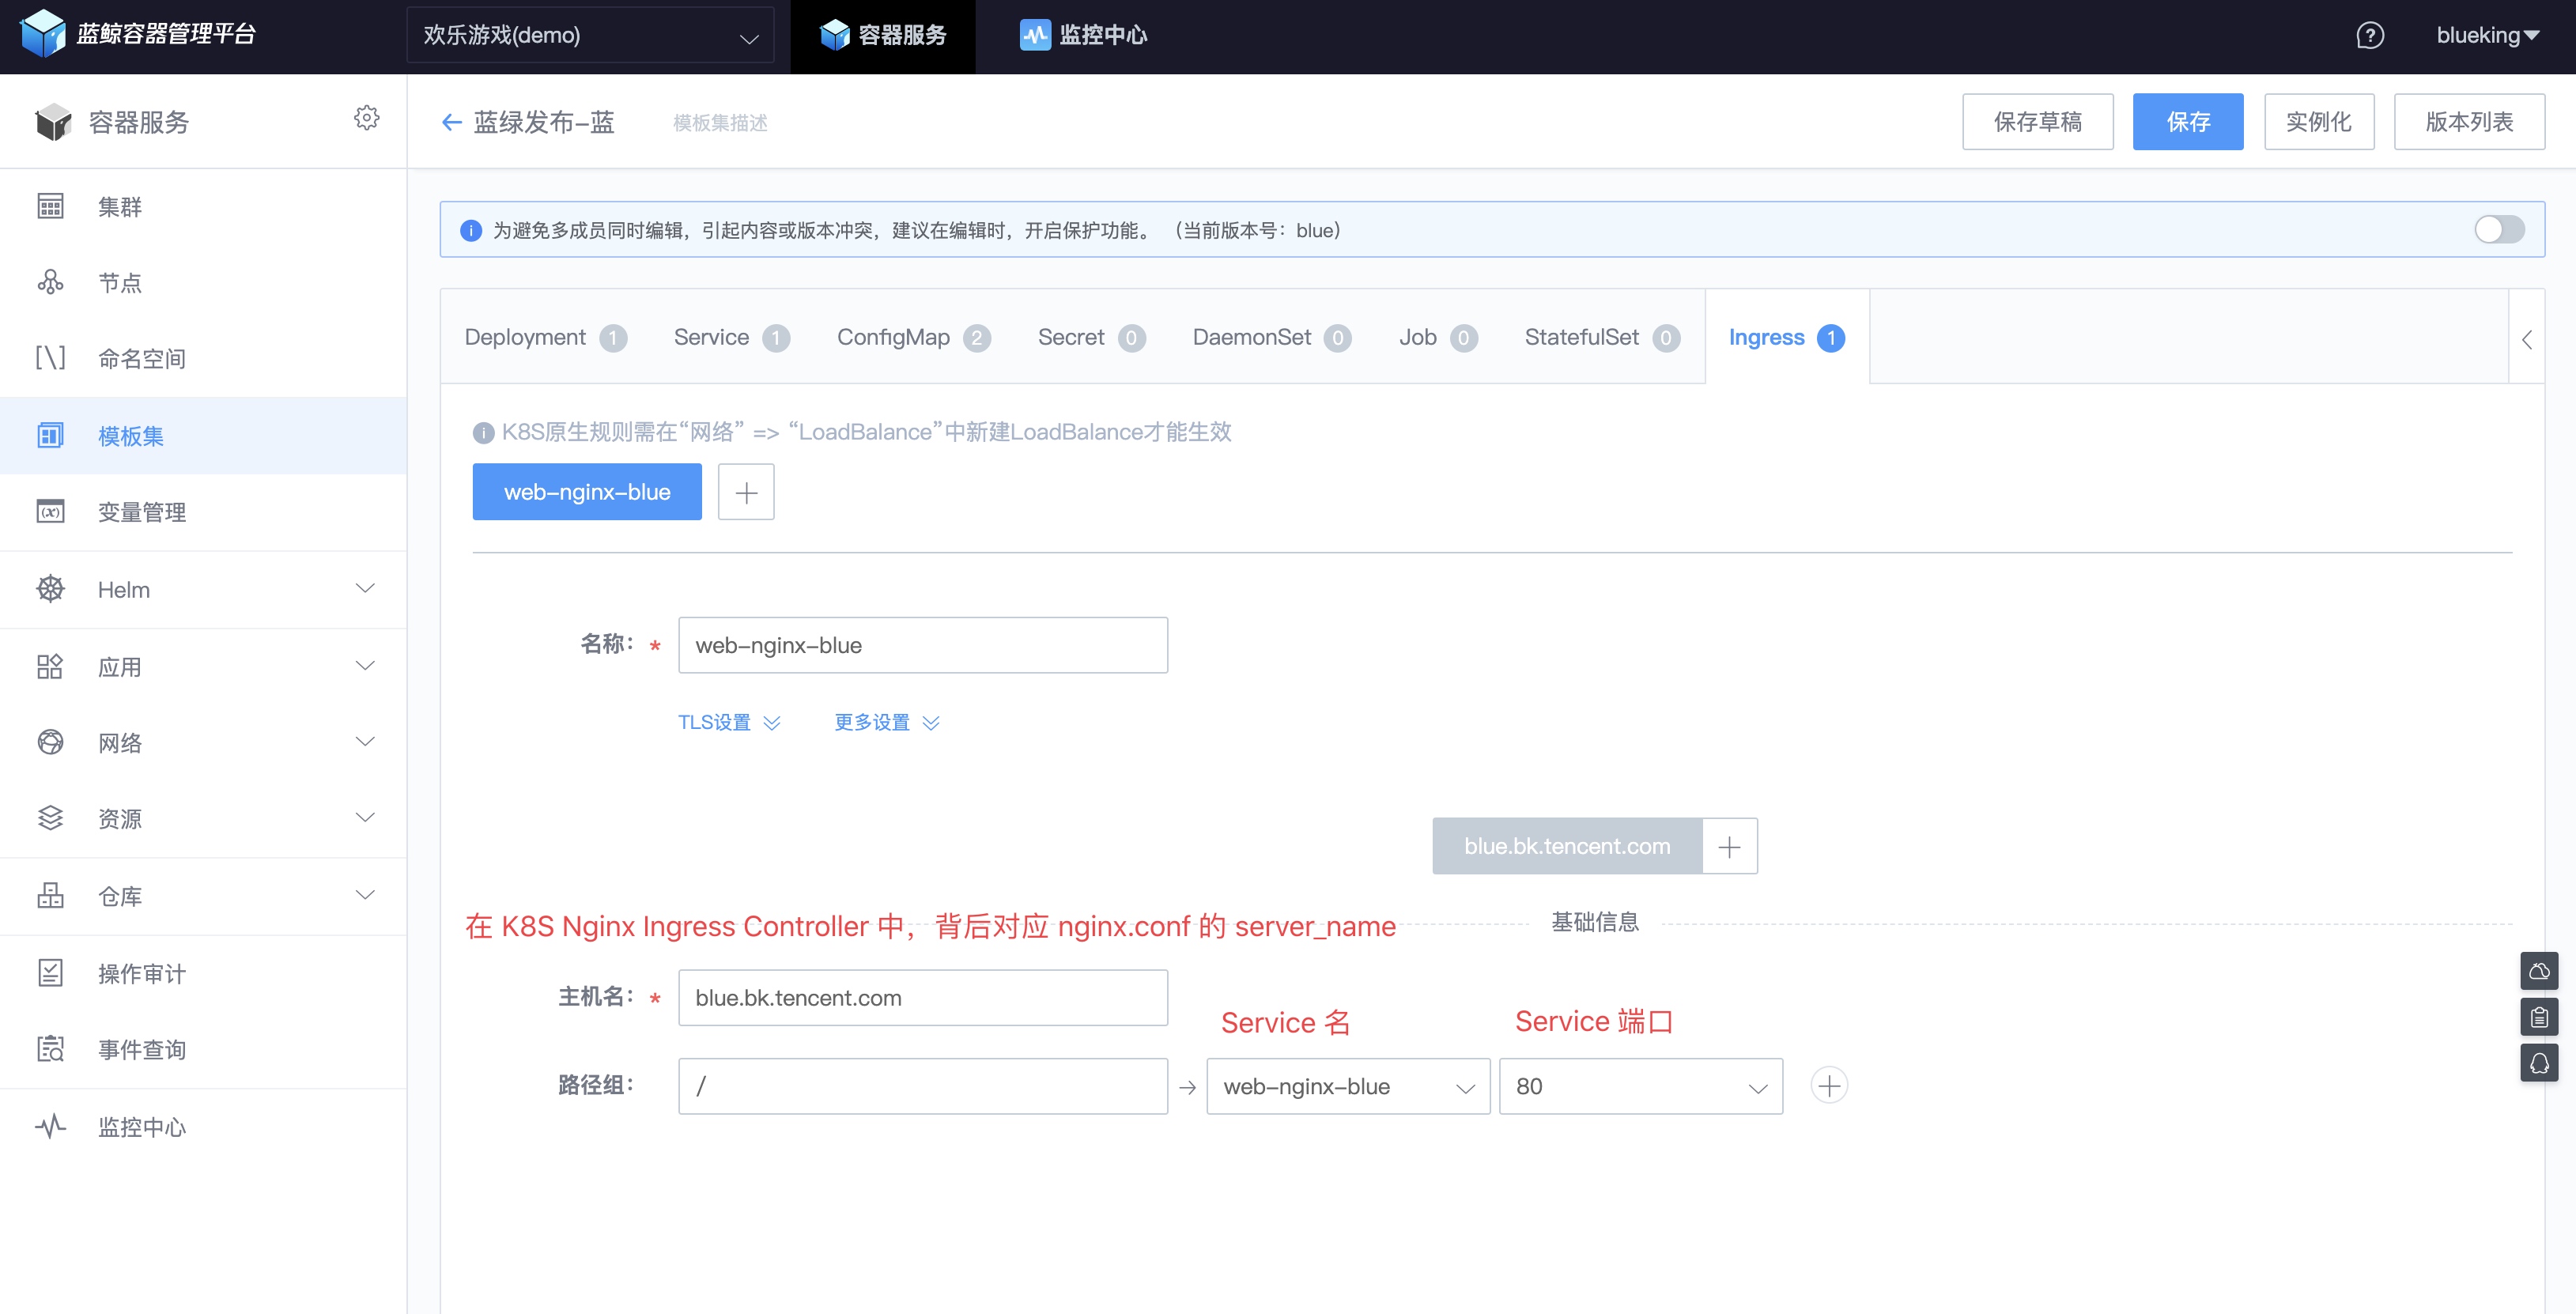 蓝鲸容器管理平台
欢乐游戏(demo)
容器服务
监控中心
blueking
容器服务
蓝绿发布-蓝
模板集描述
保存草稿
保存
实例化
版本列表
集群
节点
命名空间
模板集
变量管理
Helm
应用
网络
资源
仓库
操作审计
事件查询
监控中心
为避免多成员同时编辑，引起内容或版本冲突，建议在编辑时，开启保护功能。（当前版本号：blue）
Deployment 1
Service 1
ConfigMap 2
Secret 0
DaemonSet 0
Job 0
StatefulSet 0
Ingress 1
K8S原生规则需在“网络” => “LoadBalance”中新建LoadBalance才能生效
web-nginx-blue
名称： * web-nginx-blue
TLS设置
更多设置
blue.bk.tencent.com
在 K8S Nginx Ingress Controller 中，背后对应 nginx.conf 的 server_name
基础信息
主机名： * blue.bk.tencent.com
Service 名
Service 端口
路径组： / → web-nginx-blue 80